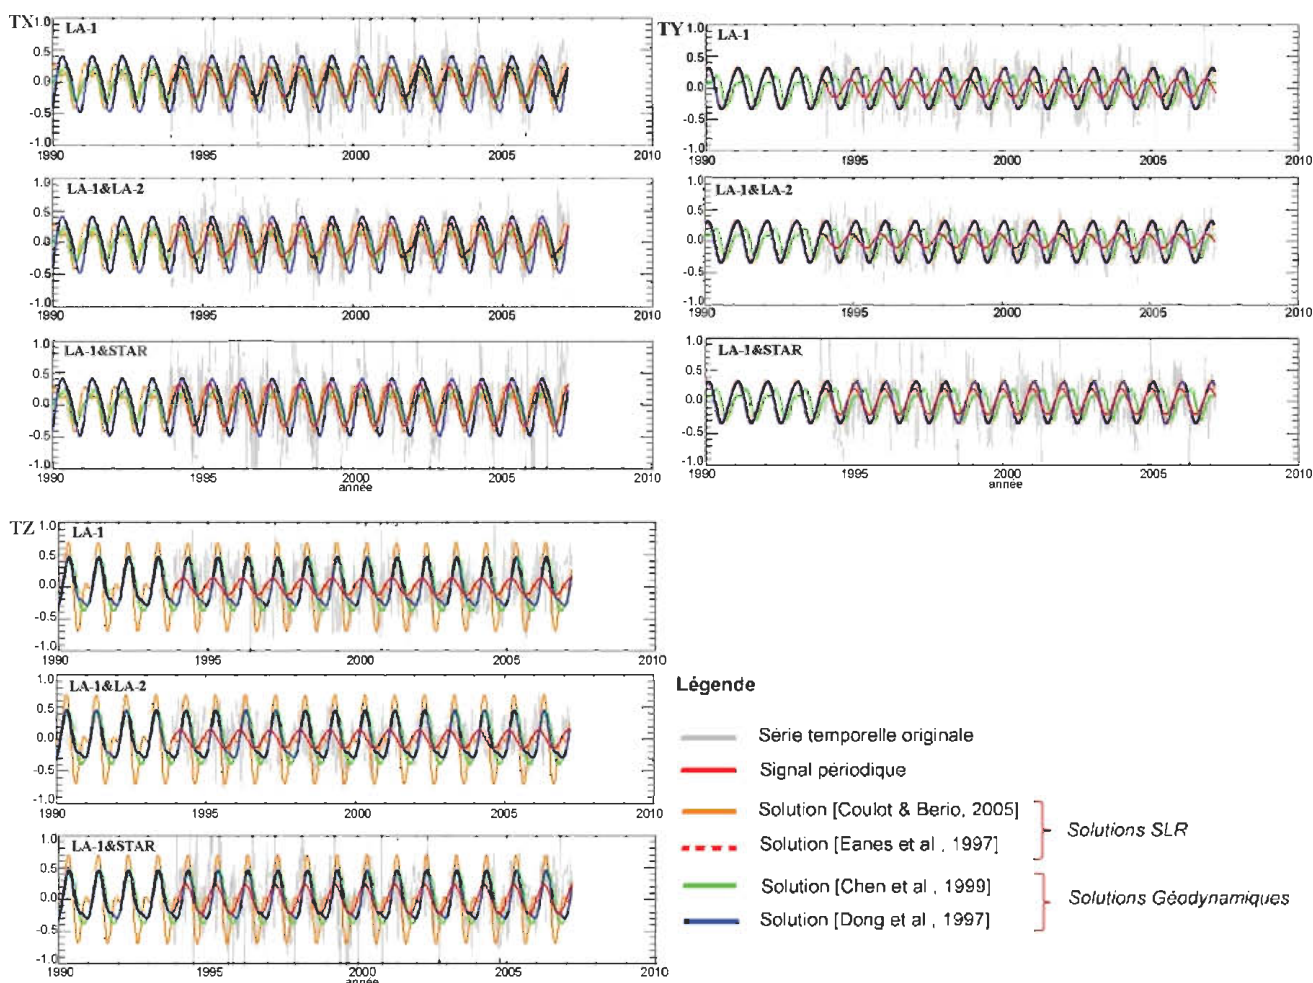 TX
1.0
LA-1
0.5
0.0
-0.5
-1.0
1990 1995 2000 2005 2010
1.0
LA-1&LA-2
0.5
0.0
-0.5
-1.0
1990 1995 2000 2005 2010
1.0
LA-1&STAR
0.5
0.0
-0.5
-1.0
1990 1995 2000 2005 2010
année
TY
1.0
LA-1
0.5
0.0
-0.5
-1.0
1990 1995 2000 2005 2010
1.0
LA-1&LA-2
0.5
0.0
-0.5
-1.0
1990 1995 2000 2005 2010
1.0
LA-1&STAR
0.5
0.0
-0.5
-1.0
1990 1995 2000 2005 2010
année
TZ
1.0
LA-1
0.5
0.0
-0.5
-1.0
1990 1995 2000 2005 2010
1.0
LA-1&LA-2
0.5
0.0
-0.5
-1.0
1990 1995 2000 2005 2010
1.0
LA-1&STAR
0.5
0.0
-0.5
-1.0
1990 1995 2000 2005 2010
année
Légende
Série temporelle originale
Signal périodique
Solution [Coulot & Berio, 2005]
Solution [Eanes et al , 1997]
Solutions SLR
Solution [Chen et al , 1999]
Solution [Dong et al , 1997]
Solutions Géodynamiques